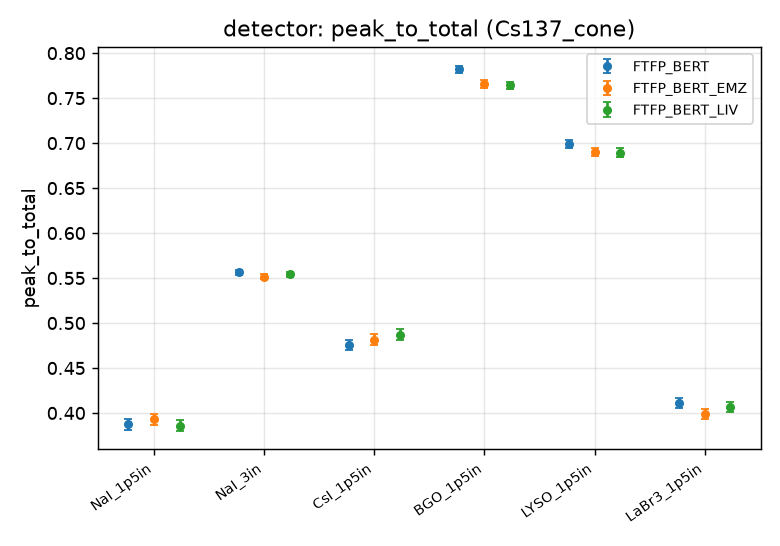 detector: peak_to_total (Cs137_cone)
peak_to_total
0.80
0.75
0.70
0.65
0.60
0.55
0.50
0.45
0.40
FTFP_BERT
FTFP_BERT_EMZ
FTFP_BERT_LIV
NaI_1p5in
NaI_3in
CsI_1p5in
BGO_1p5in
LYSO_1p5in
LaBr3_1p5in